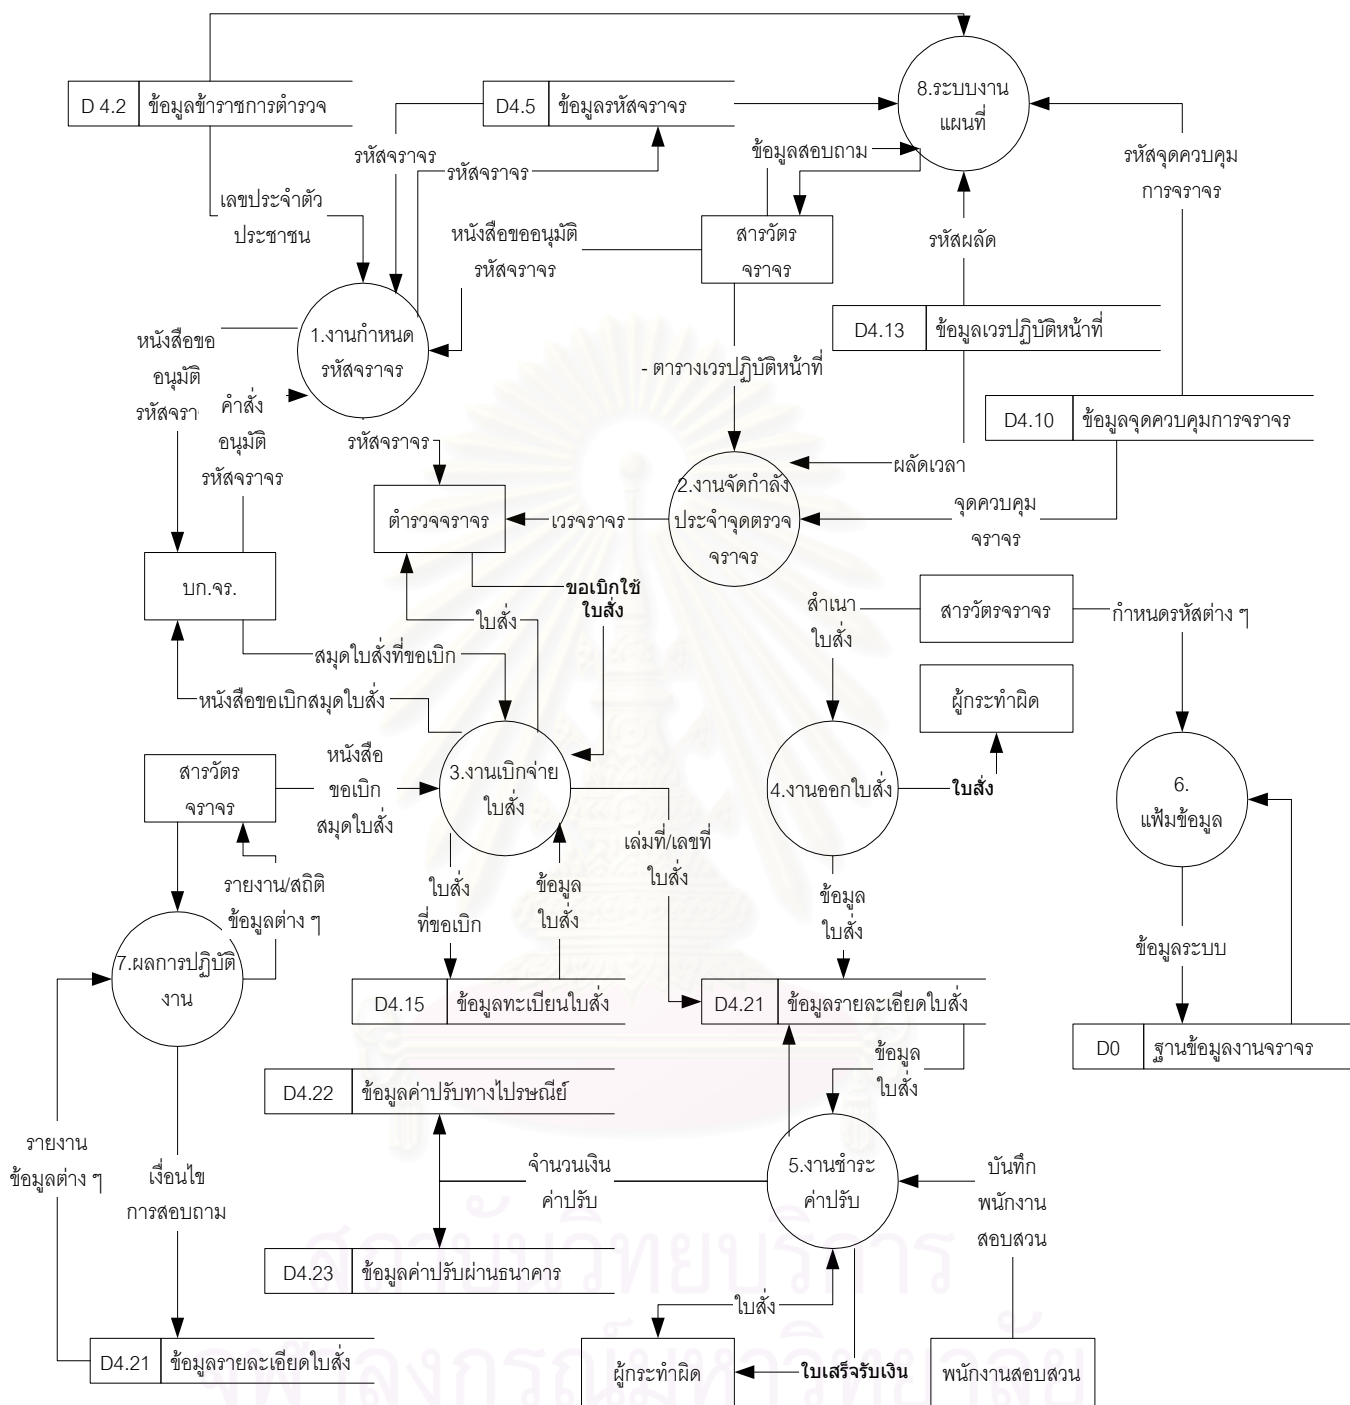 D 4.2
ข้อมูลข้าราชการตำรวจ
D4.5
ข้อมูลรหัสจราจร
8.ระบบงาน
แผนที่
รหัสจราจร
รหัสจราจร
ข้อมูลสอบถาม
รหัสจุดควบคุม
การจราจร
เลขประจำตัว
ประชาชน
หนังสือขออนุมัติ
รหัสจราจร
สารวัตร
จราจร
รหัสผลัด
1.งานกำหนด
รหัสจราจร
D4.13
ข้อมูลเวรปฏิบัติหน้าที่
หนังสือขอ
อนุมัติ
รหัสจรา
คำสั่ง
อนุมัติ
รหัสจราจร
- ตารางเวรปฏิบัติหน้าที่
D4.10
ข้อมูลจุดควบคุมการจราจร
รหัสจราจร
ผลัดเวลา
ตำรวจจราจร
เวรจราจร
2.งานจัดกำลัง
ประจำจุดตรวจ
จราจร
จุดควบคุม
จราจร
บก.จร.
ขอเบิกใช้
ใบสั่ง
ใบสั่ง
สำเนา
ใบสั่ง
สารวัตรจราจร
กำหนดรหัสต่าง ๆ
สมุดใบสั่งที่ขอเบิก
หนังสือขอเบิกสมุดใบสั่ง
ผู้กระทำผิด
สารวัตร
จราจร
หนังสือ
ขอเบิก
สมุดใบสั่ง
3.งานเบิกจ่าย
ใบสั่ง
4.งานออกใบสั่ง
ใบสั่ง
6.
แฟ้มข้อมูล
เล่มที่/เลขที่
ใบสั่ง
รายงาน/สถิติ
ข้อมูลต่าง ๆ
ใบสั่ง
ที่ขอเบิก
ข้อมูล
ใบสั่ง
ข้อมูล
ใบสั่ง
ข้อมูลระบบ
7.ผลการปฏิบัติ
งาน
D4.15
ข้อมูลทะเบียนใบสั่ง
D4.21
ข้อมูลรายละเอียดใบสั่ง
D0
ฐานข้อมูลงานจราจร
ข้อมูล
ใบสั่ง
D4.22
ข้อมูลค่าปรับทางไปรษณีย์
รายงาน
ข้อมูลต่าง ๆ
เงื่อนไข
การสอบถาม
จำนวนเงิน
ค่าปรับ
5.งานชำระ
ค่าปรับ
บันทึก
พนักงาน
สอบสวน
D4.23
ข้อมูลค่าปรับผ่านธนาคาร
ใบสั่ง
D4.21
ข้อมูลรายละเอียดใบสั่ง
ผู้กระทำผิด
ใบเสร็จรับเงิน
พนักงานสอบสวน
สถาบันวิทยบริการ
จุฬาลงกรณ์มหาวิทยาลัย